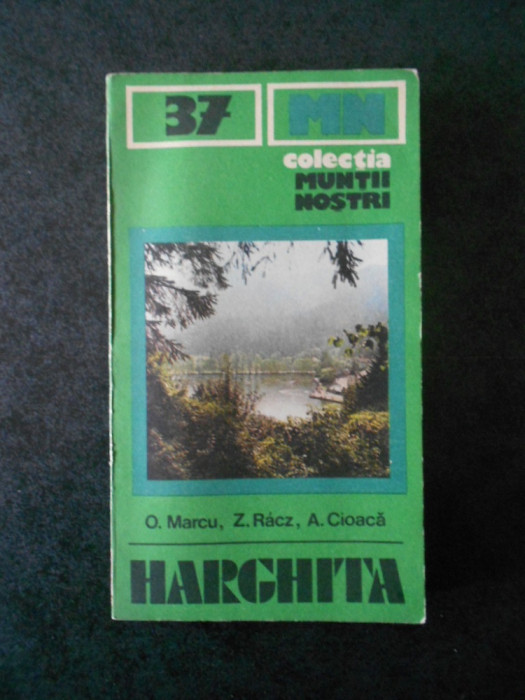 37 MN
colecția
MUNȚII
NOȘTRI
O. Marcu, Z. Rácz, A. Cioacă
HARGHITA